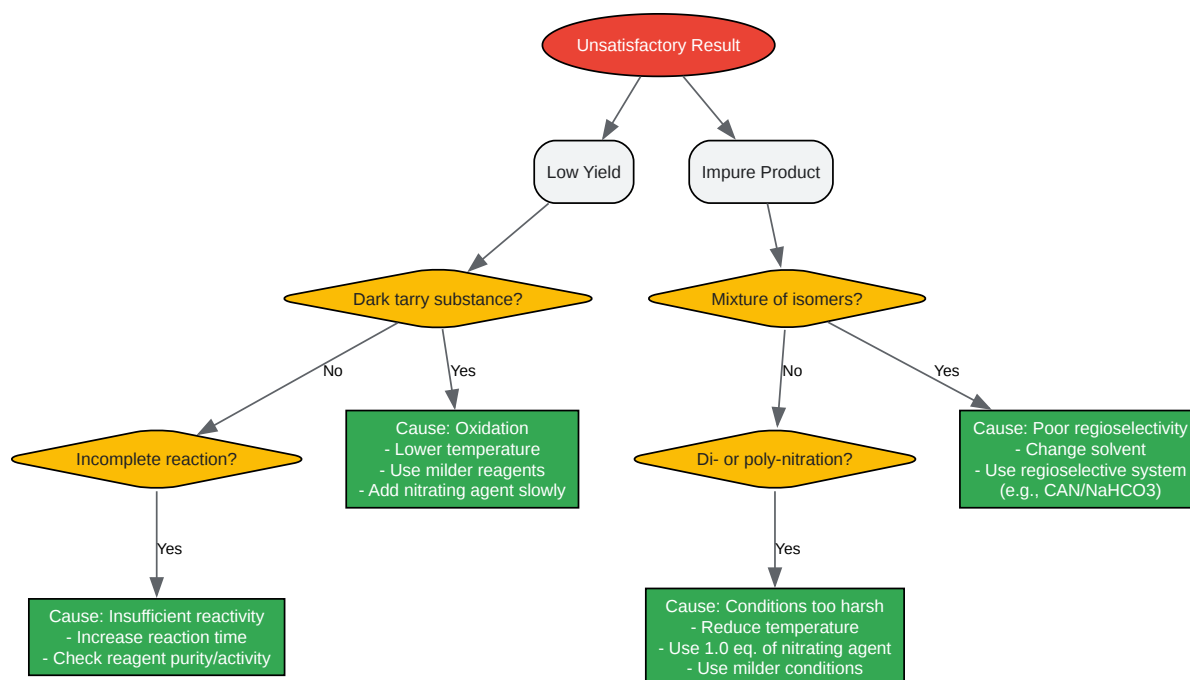 Unsatisfactory Result
Low Yield
Impure Product
Dark tarry substance?
Mixture of isomers?
No
Yes
No
Yes
Incomplete reaction?
Cause: Oxidation
- Lower temperature
- Use milder reagents
- Add nitrating agent slowly
Di- or poly-nitration?
Cause: Poor regioselectivity
- Change solvent
- Use regioselective system
(e.g., CAN/NaHCO3)
Yes
Yes
Cause: Insufficient reactivity
- Increase reaction time
- Check reagent purity/activity
Cause: Conditions too harsh
- Reduce temperature
- Use 1.0 eq. of nitrating agent
- Use milder conditions